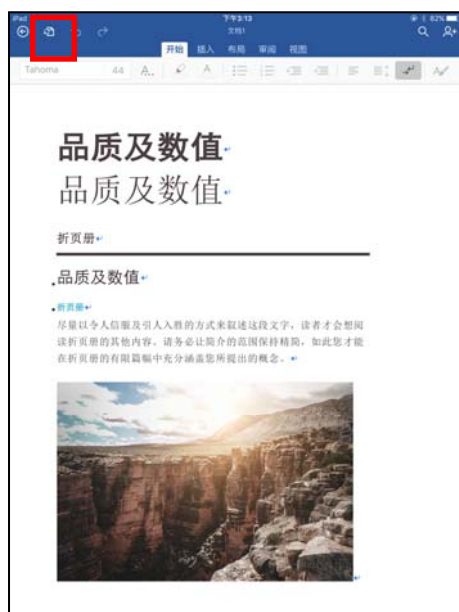 iPad
下午3:13
82%
文档1
开始 插入 布局 审阅 视图
Tahoma 44 A...
品质及数值
品质及数值
折页册
品质及数值
折页册
尽量以令人信服及引人入胜的方式来叙述这段文字，读者才会想阅
读折页册的其他内容。请务必让简介的范围保持精简，如此您才能
在折页册的有限篇幅中充分涵盖您所提出的概念。